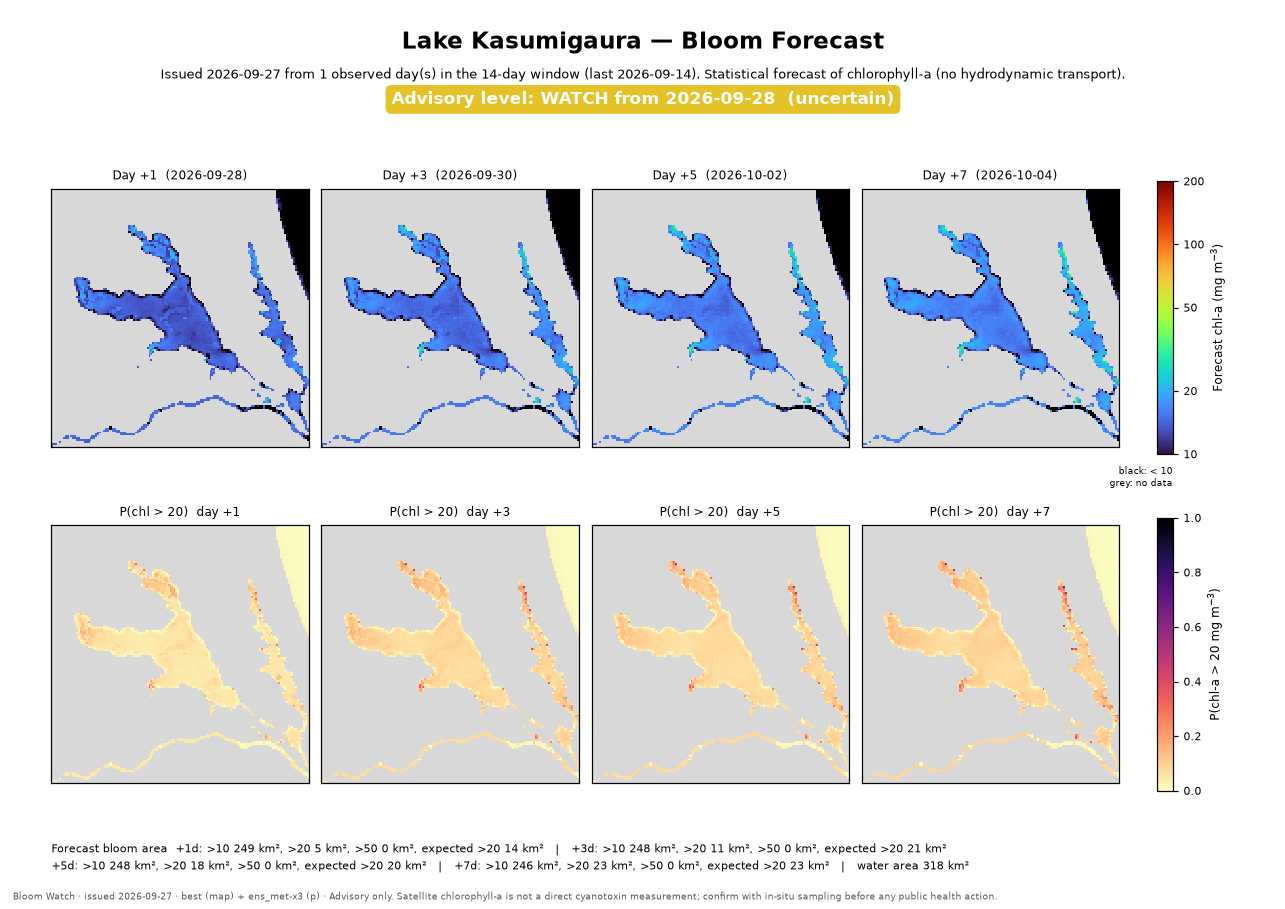 Lake Kasumigaura — Bloom Forecast
Issued 2026-09-27 from 1 observed day(s) in the 14-day window (last 2026-09-14). Statistical forecast of chlorophyll-a (no hydrodynamic transport).
Advisory level: WATCH from 2026-09-28 (uncertain)
Day +1 (2026-09-28)
Day +3 (2026-09-30)
Day +5 (2026-10-02)
Day +7 (2026-10-04)
200
100
50
20
10
Forecast chl-a (mg m⁻³)
black: < 10
grey: no data
P(chl > 20) day +1
P(chl > 20) day +3
P(chl > 20) day +5
P(chl > 20) day +7
1.0
0.8
0.6
0.4
0.2
0.0
P(chl-a > 20 mg m⁻³)
Forecast bloom area +1d: >10 249 km², >20 5 km², >50 0 km², expected >20 14 km² | +3d: >10 248 km², >20 11 km², >50 0 km², expected >20 21 km²
+5d: >10 248 km², >20 18 km², >50 0 km², expected >20 20 km² | +7d: >10 246 km², >20 23 km², >50 0 km², expected >20 23 km² | water area 318 km²
Bloom Watch · issued 2026-09-27 · best (map) + ens_met-x3 (p) · Advisory only. Satellite chlorophyll-a is not a direct cyanotoxin measurement; confirm with in-situ sampling before any public health action.